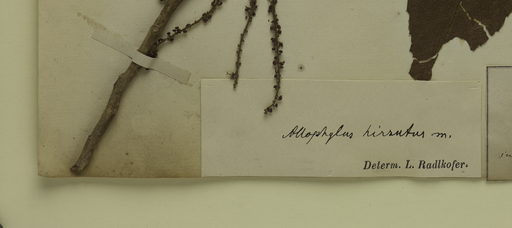 Allophylus hirsutus m.
Determ. L. Radlkofer.